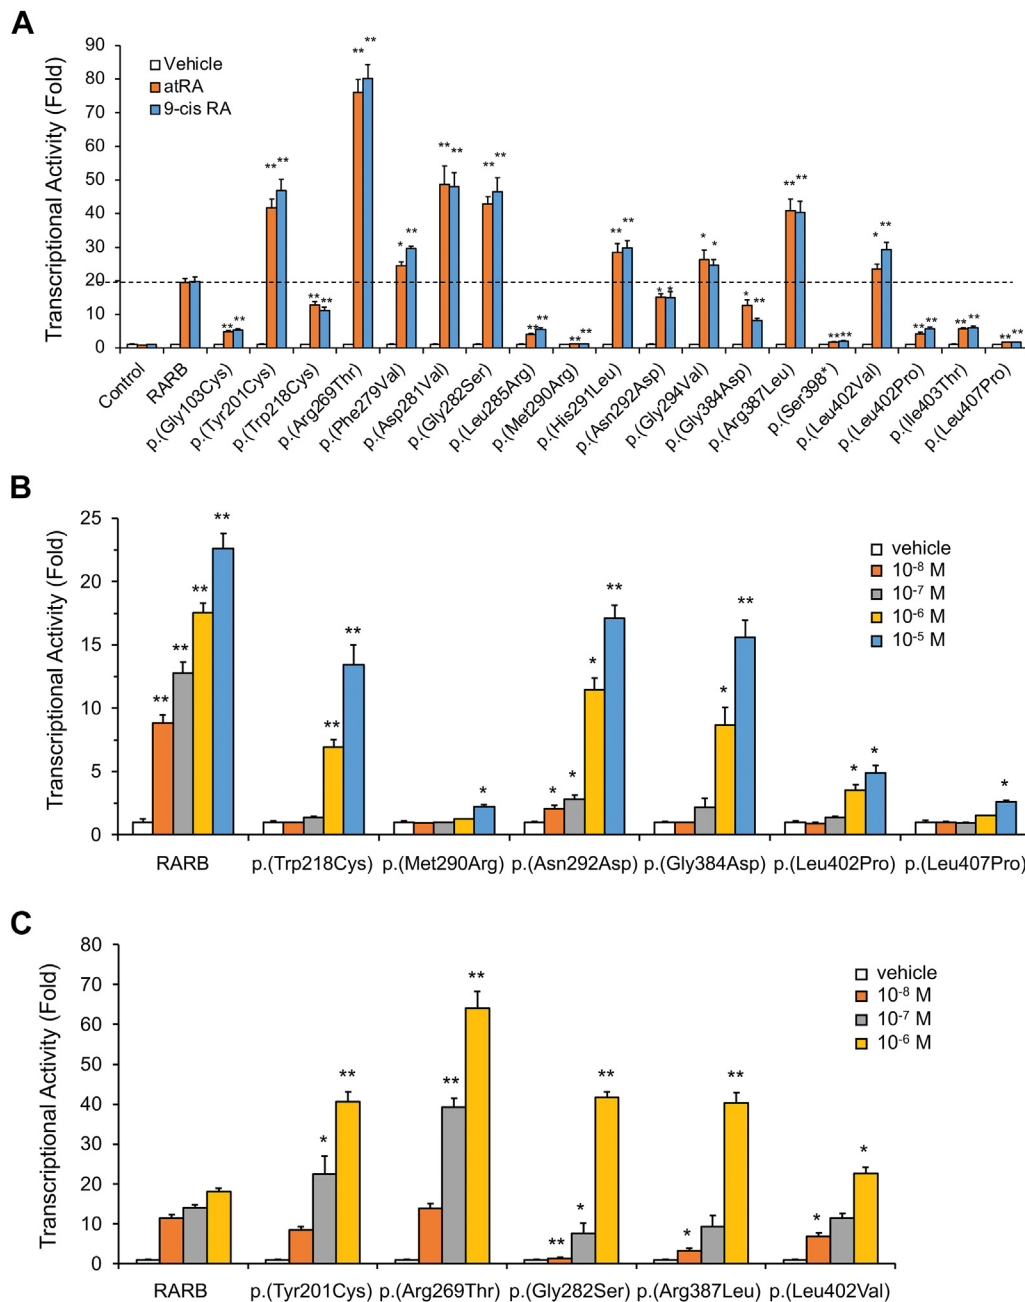 A
Transcriptional Activity (Fold)
90
80
70
60
50
40
30
20
10
0
Vehicle
atRA
9-cis RA
** **
** **
** **
** **
** **
* **
** **
** **
** **
** **
** **
* *
* *
* **
** **
** **
* **
** **
** **
** **
Control
RARB
p.(Gly103Cys)
p.(Tyr201Cys)
p.(Trp218Cys)
p.(Arg269Thr)
p.(Phe279Val)
p.(Asp281Val)
p.(Gly282Ser)
p.(Leu285Arg)
p.(Met290Arg)
p.(His291Leu)
p.(Asn292Asp)
p.(Gly294Val)
p.(Gly384Asp)
p.(Arg387Leu)
p.(Ser398*)
p.(Leu402Val)
p.(Leu402Pro)
p.(Ile403Thr)
p.(Leu407Pro)
B
Transcriptional Activity (Fold)
25
20
15
10
5
0
vehicle
10-8 M
10-7 M
10-6 M
10-5 M
** ** ** **
** **
*
* * * **
* **
* *
*
RARB p.(Trp218Cys) p.(Met290Arg) p.(Asn292Asp) p.(Gly384Asp) p.(Leu402Pro) p.(Leu407Pro)
C
Transcriptional Activity (Fold)
80
70
60
50
40
30
20
10
0
vehicle
10-8 M
10-7 M
10-6 M
* **
** **
** * **
* **
* *
RARB p.(Tyr201Cys) p.(Arg269Thr) p.(Gly282Ser) p.(Arg387Leu) p.(Leu402Val)